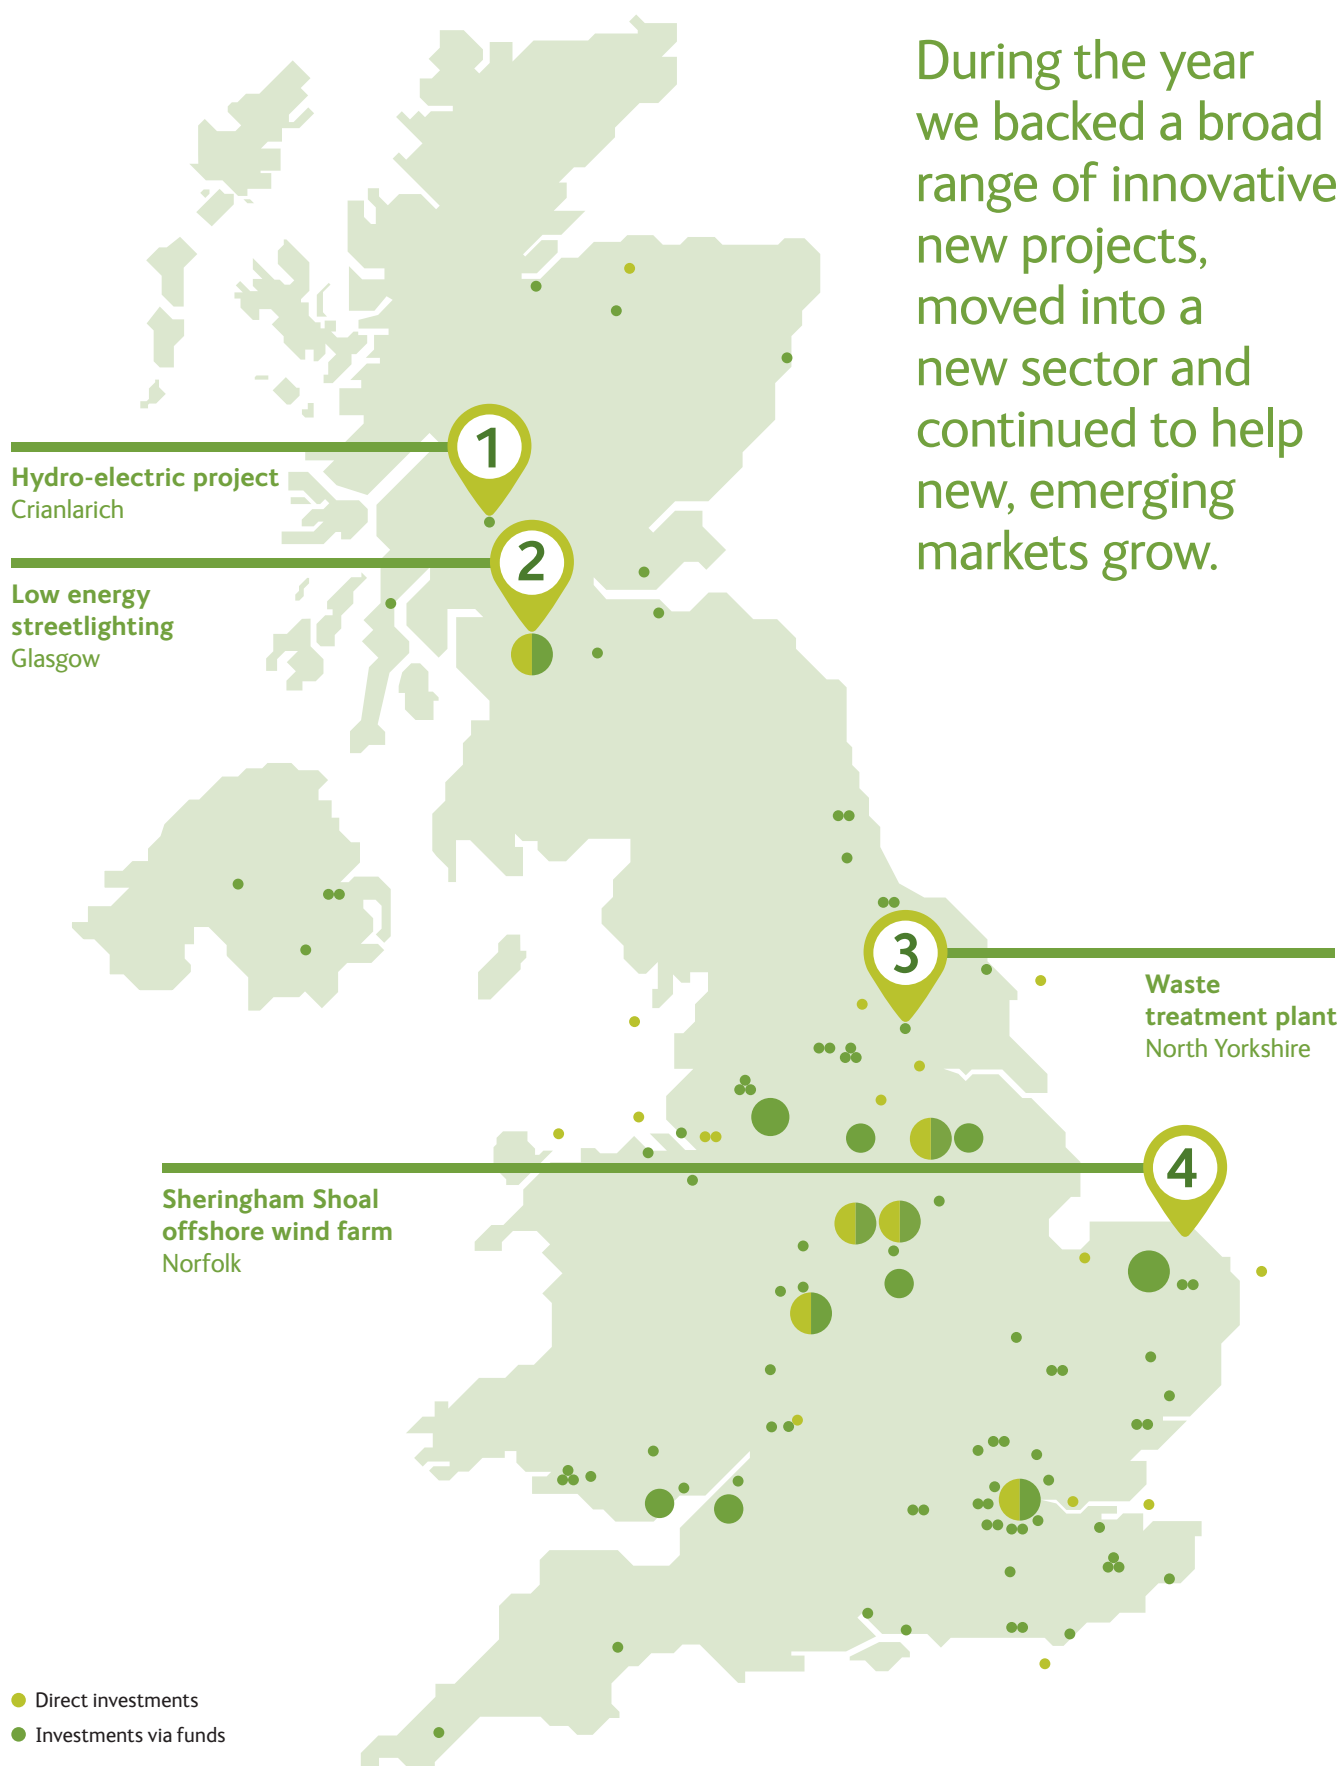 During the year
we backed a broad
range of innovative
new projects,
moved into a
new sector and
continued to help
new, emerging
markets grow.
1
Hydro-electric project
Crianlarich
2
Low energy
streetlighting
Glasgow
3
Waste
treatment plant
North Yorkshire
4
Sheringham Shoal
offshore wind farm
Norfolk
Direct investments
Investments via funds